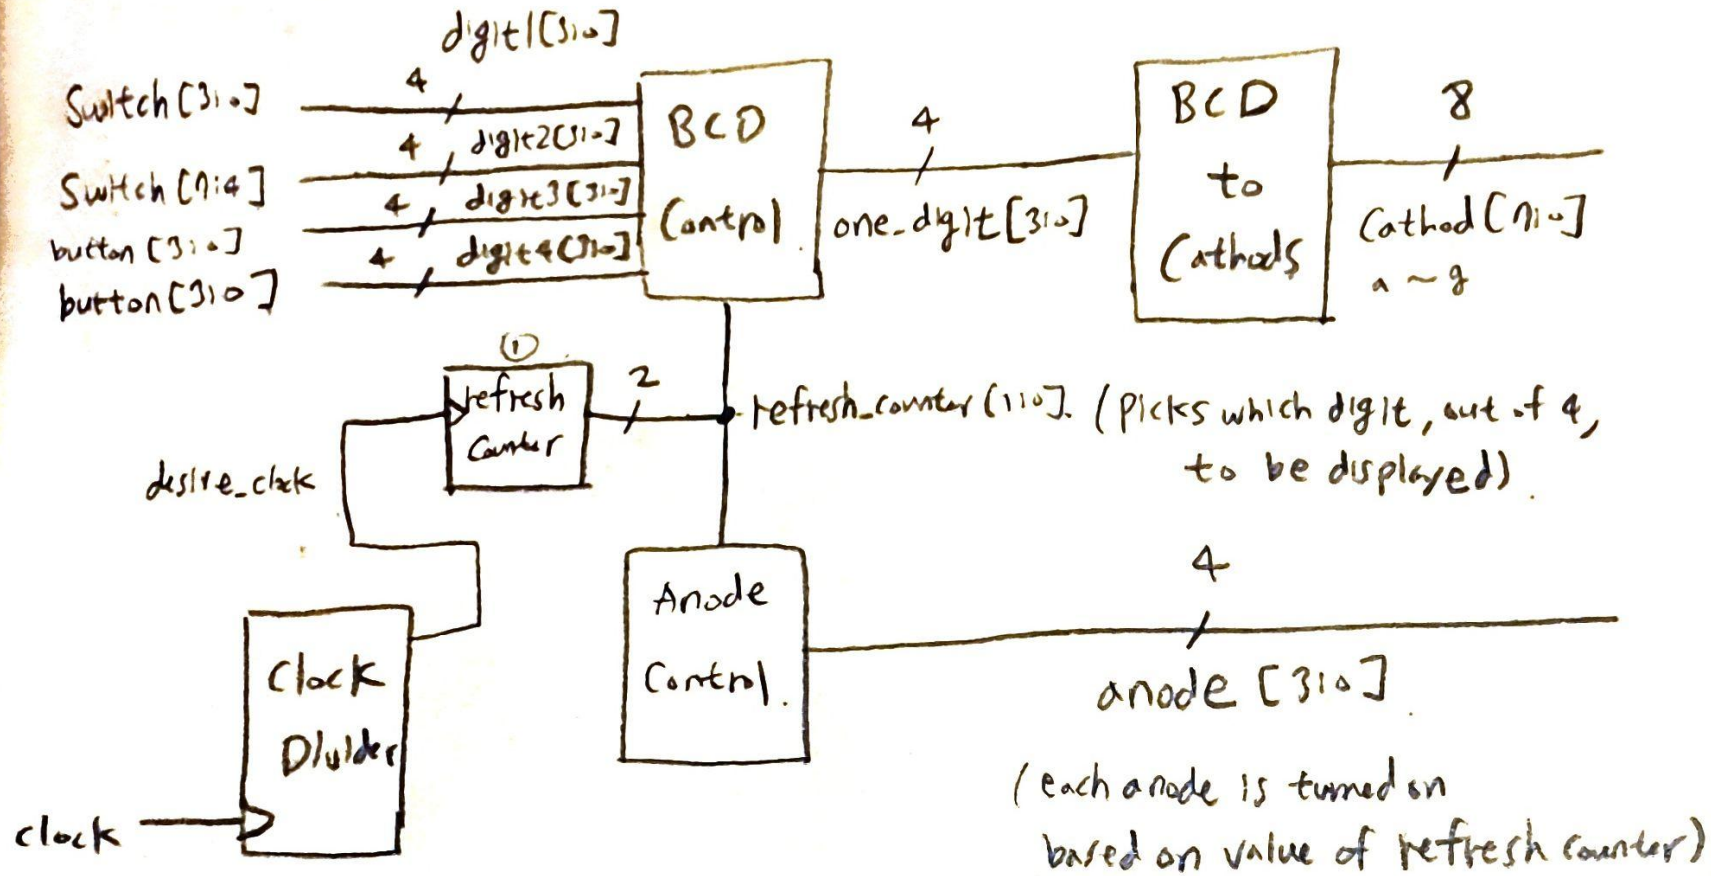 digit1[3:0]
Switch[3:0]
4
4
digit2[3:0]
Switch[7:4]
4
digit3[3:0]
button[3:0]
4
digit4[3:0]
button[3:0]
BCD
Control
4
one_digit[3:0]
BCD
to
Cathods
8
Cathod[7:0]
a ~ g
1
refresh
Counter
2
refresh_counter[1:0]. (picks which digit, out of 4,
to be displayed)
desire_clock
Anode
Control
4
anode [3:0]
(each anode is turned on
based on value of refresh counter)
Clock
Divider
clock